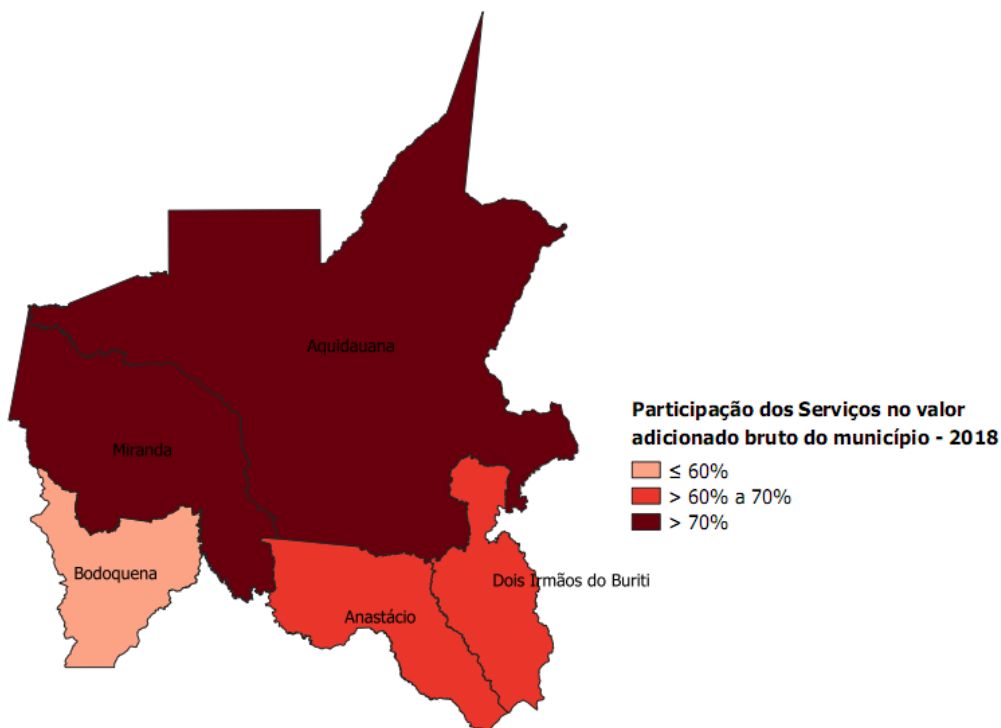 Aquidauana
Miranda
Bodoquena
Dois Irmãos do Buriti
Anastácio
Participação dos Serviços no valor
adicionado bruto do município - 2018
≤ 60%
> 60% a 70%
> 70%